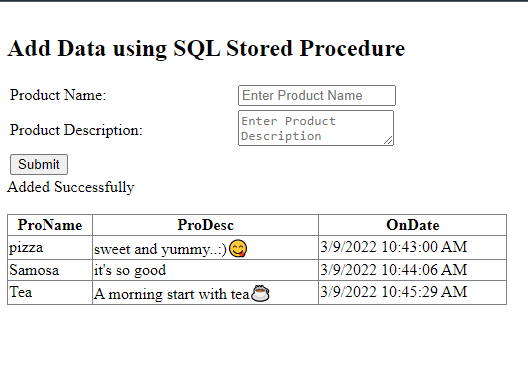 Add Data using SQL Stored Procedure
Product Name: Enter Product Name
Product Description: Enter Product
Description
Submit
Added Successfully
ProName ProDesc OnDate
pizza sweet and yummy..:)😋 3/9/2022 10:43:00 AM
Samosa it's so good 3/9/2022 10:44:06 AM
Tea A morning start with tea☕ 3/9/2022 10:45:29 AM